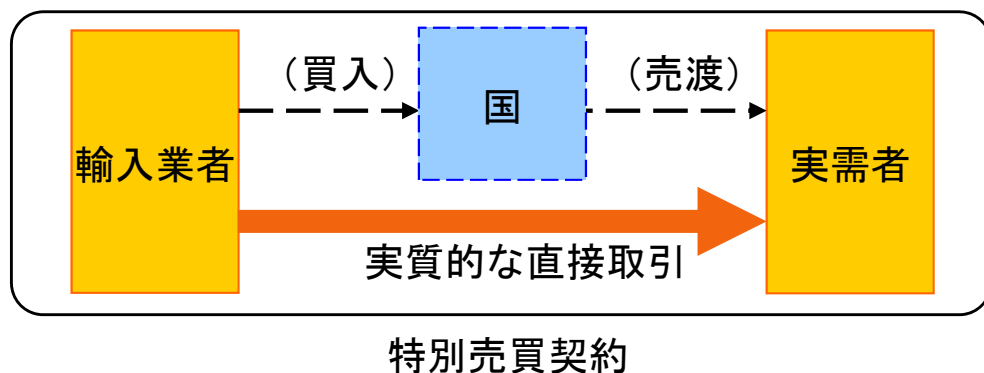 （買入）
国
（売渡）
輸入業者
実需者
実質的な直接取引
特別売買契約